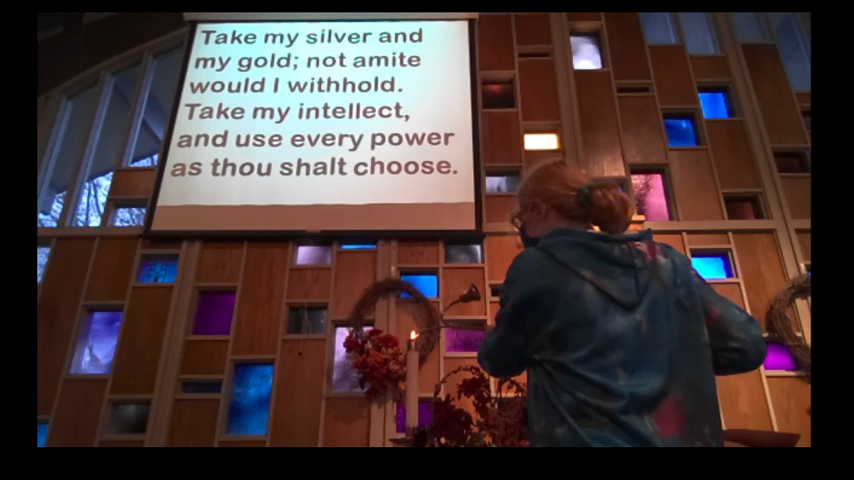 Take my silver and
my gold; not amite
would I withhold.
Take my intellect,
and use every power
as thou shalt choose.